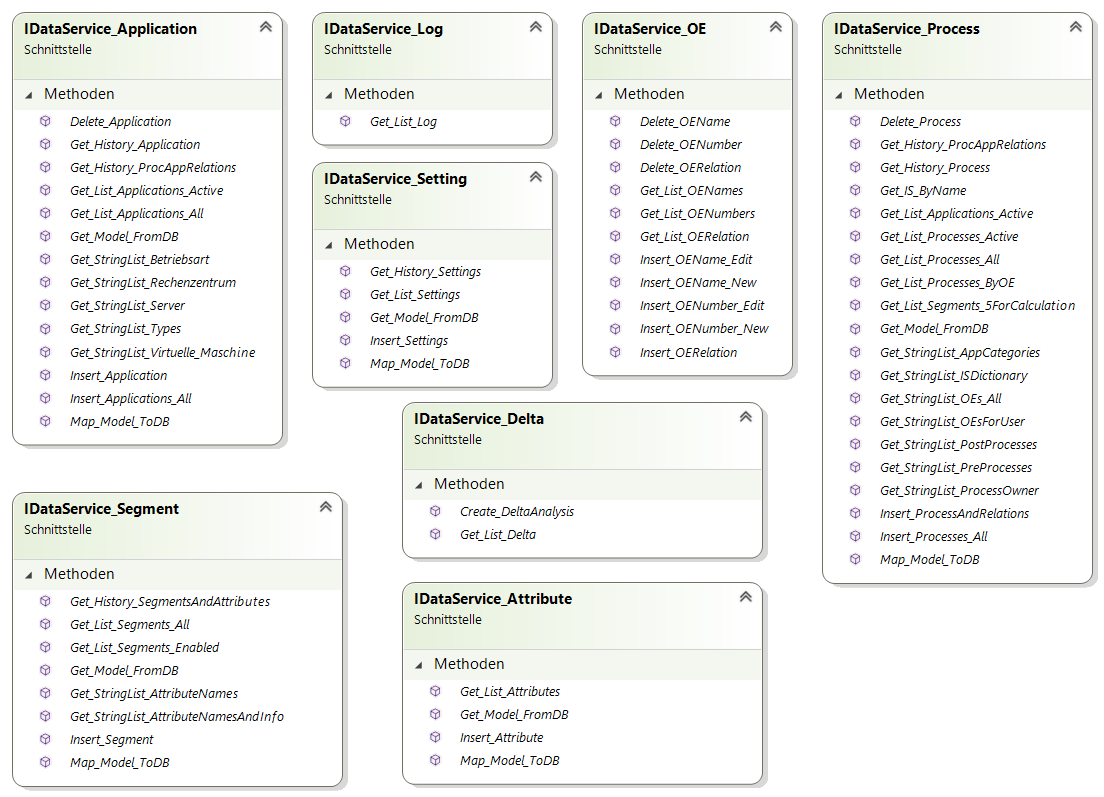 IDataService_Application
Schnittstelle
Methoden
Delete_Application
Get_History_Application
Get_History_ProcAppRelations
Get_List_Applications_Active
Get_List_Applications_All
Get_Model_FromDB
Get_StringList_Betriebsart
Get_StringList_Rechenzentrum
Get_StringList_Server
Get_StringList_Types
Get_StringList_Virtuelle_Maschine
Insert_Application
Insert_Applications_All
Map_Model_ToDB
IDataService_Log
Schnittstelle
Methoden
Get_List_Log
IDataService_Setting
Schnittstelle
Methoden
Get_History_Settings
Get_List_Settings
Get_Model_FromDB
Insert_Settings
Map_Model_ToDB
IDataService_OE
Schnittstelle
Methoden
Delete_OEName
Delete_OENumber
Delete_OERelation
Get_List_OENames
Get_List_OENumbers
Get_List_OERelation
Insert_OEName_Edit
Insert_OEName_New
Insert_OENumber_Edit
Insert_OENumber_New
Insert_OERelation
IDataService_Process
Schnittstelle
Methoden
Delete_Process
Get_History_ProcAppRelations
Get_History_Process
Get_IS_ByName
Get_List_Applications_Active
Get_List_Processes_Active
Get_List_Processes_All
Get_List_Processes_ByOE
Get_List_Segments_5ForCalculation
Get_Model_FromDB
Get_StringList_AppCategories
Get_StringList_ISDictionary
Get_StringList_OEs_All
Get_StringList_OEsForUser
Get_StringList_PostProcesses
Get_StringList_PreProcesses
Get_StringList_ProcessOwner
Insert_ProcessAndRelations
Insert_Processes_All
Map_Model_ToDB
IDataService_Delta
Schnittstelle
Methoden
Create_DeltaAnalysis
Get_List_Delta
IDataService_Segment
Schnittstelle
Methoden
Get_History_SegmentsAndAttributes
Get_List_Segments_All
Get_List_Segments_Enabled
Get_Model_FromDB
Get_StringList_AttributeNames
Get_StringList_AttributeNamesAndInfo
Insert_Segment
Map_Model_ToDB
IDataService_Attribute
Schnittstelle
Methoden
Get_List_Attributes
Get_Model_FromDB
Insert_Attribute
Map_Model_ToDB